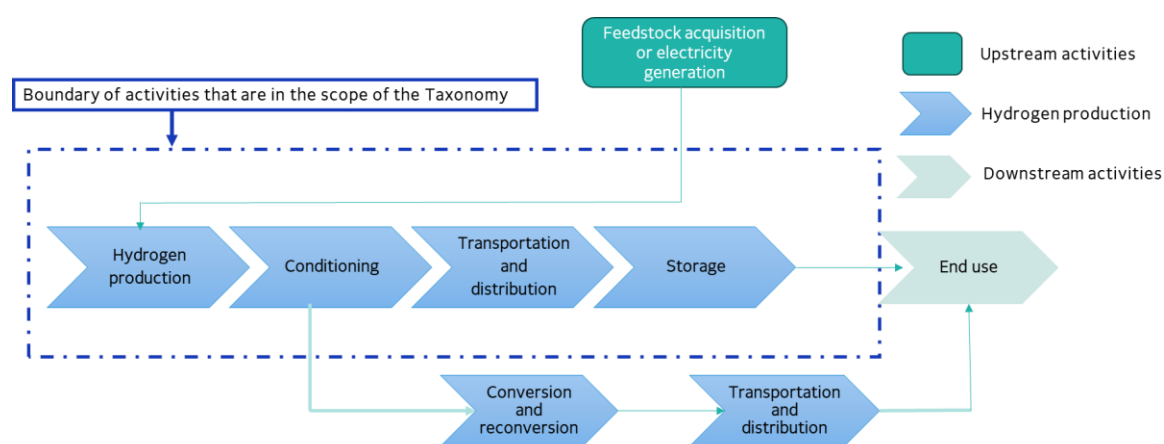 Feedstock acquisition
or electricity
generation
Upstream activities
Boundary of activities that are in the scope of the Taxonomy
Hydrogen production
Downstream activities
Hydrogen
production
Conditioning
Transportation
and
distribution
Storage
End use
Conversion
and
reconversion
Transportation
and
distribution